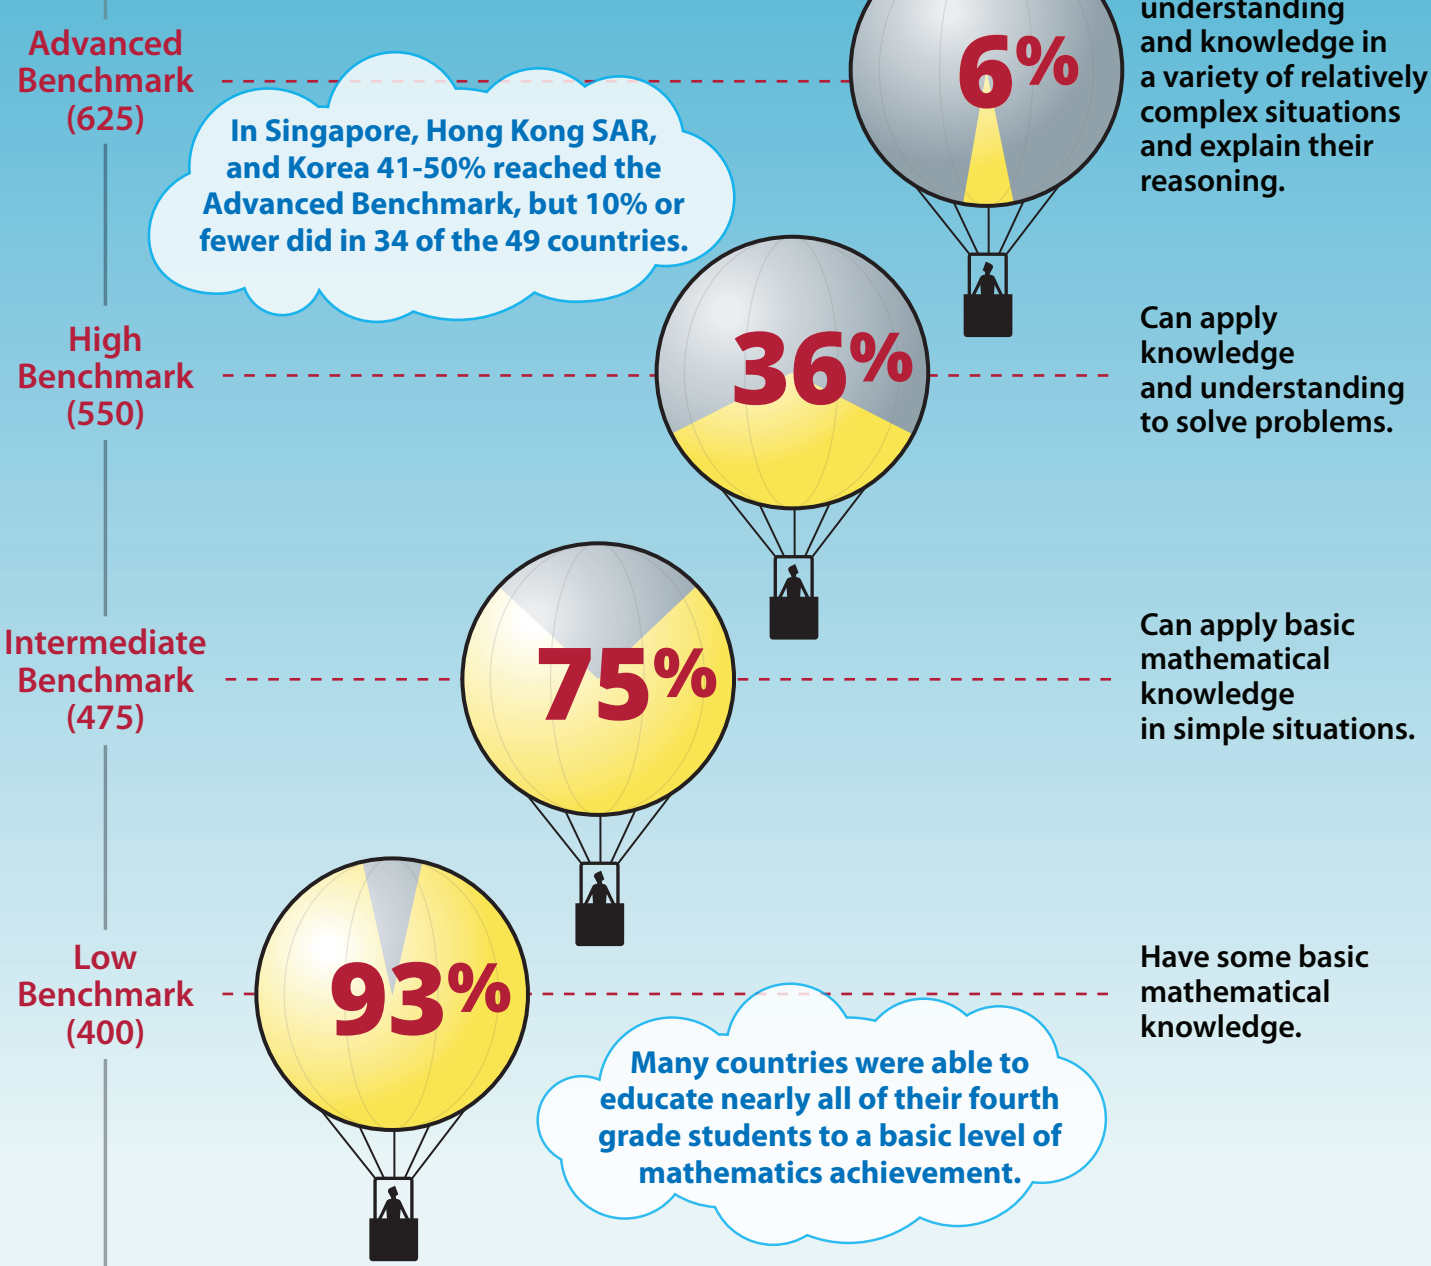 Advanced
Benchmark
(625)
6%
understanding
and knowledge in
a variety of relatively
complex situations
and explain their
reasoning.
In Singapore, Hong Kong SAR,
and Korea 41-50% reached the
Advanced Benchmark, but 10% or
fewer did in 34 of the 49 countries.
High
Benchmark
(550)
36%
Can apply
knowledge
and understanding
to solve problems.
Intermediate
Benchmark
(475)
75%
Can apply basic
mathematical
knowledge
in simple situations.
Low
Benchmark
(400)
93%
Have some basic
mathematical
knowledge.
Many countries were able to
educate nearly all of their fourth
grade students to a basic level of
mathematics achievement.